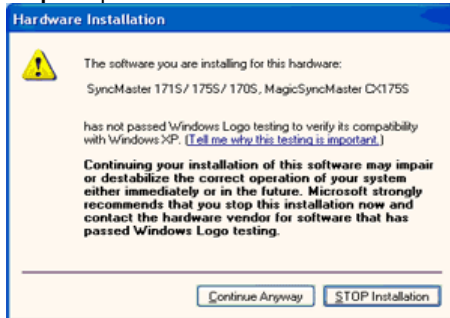 Hardware Installation
The software you are installing for this hardware:
SyncMaster 171S/ 175S/ 170S, MagicSyncMaster CX175S
has not passed Windows Logo testing to verify its compatibility
with Windows XP. (Tell me why this testing is important.)
Continuing your installation of this software may impair
or destabilize the correct operation of your system
either immediately or in the future. Microsoft strongly
recommends that you stop this installation now and
contact the hardware vendor for software that has
passed Windows Logo testing.
Continue Anyway STOP Installation